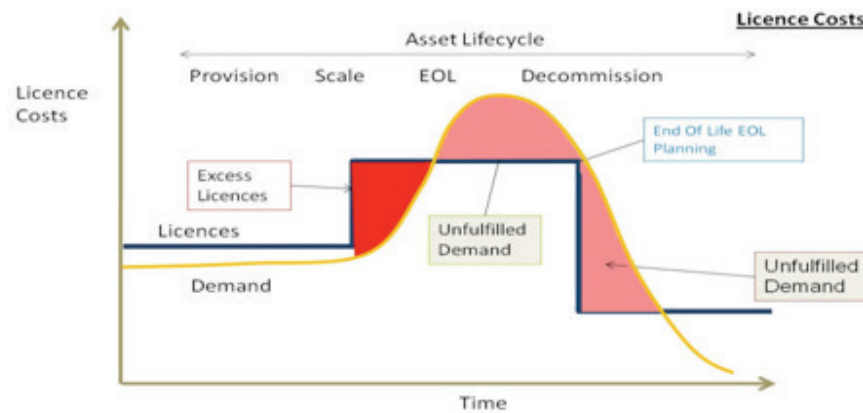 Licence Costs
Asset Lifecycle
Provision Scale EOL Decommission
Licence
Costs
End Of Life EOL
Planning
Excess
Licences
Licences
Unfulfilled
Demand
Unfulfilled
Demand
Demand
Time